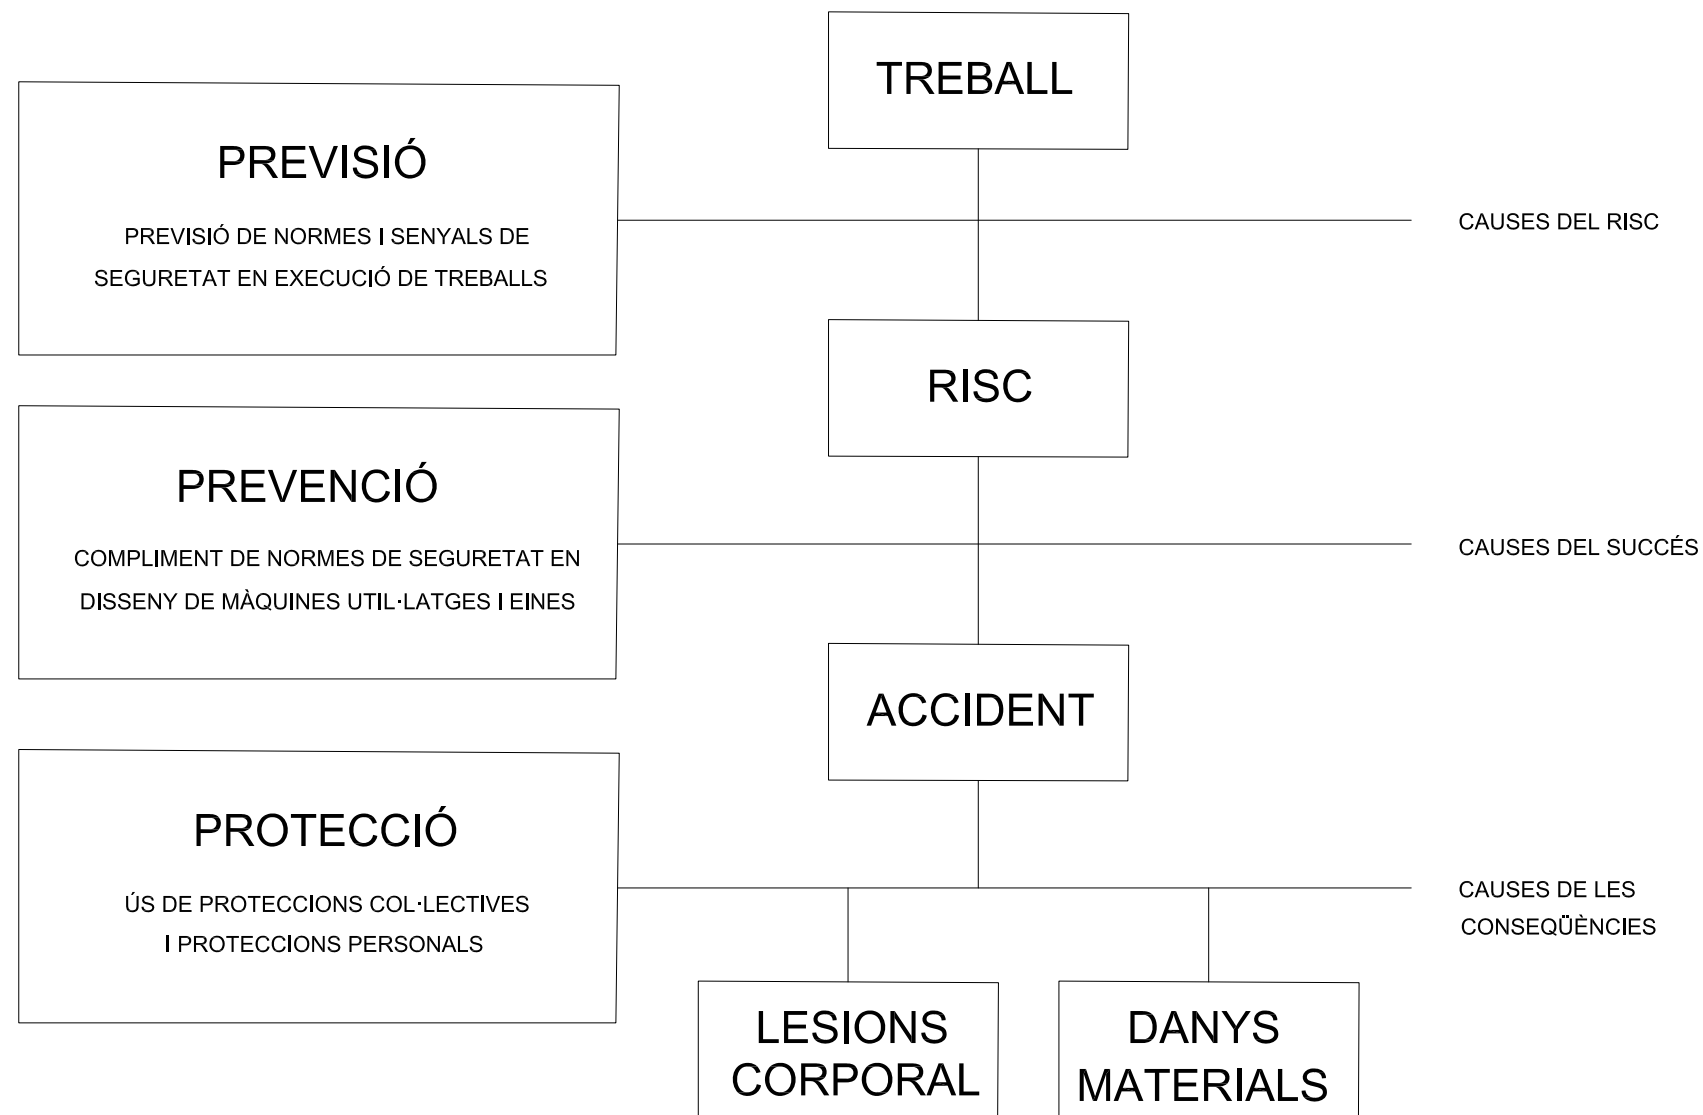 TREBALL
PREVISIÓ
PREVISIÓ DE NORMES I SENYALS DE
SEGURETAT EN EXECUCIÓ DE TREBALLS
CAUSES DEL RISC
RISC
PREVENCIÓ
COMPLIMENT DE NORMES DE SEGURETAT EN
DISSENY DE MÀQUINES UTIL·LATGES I EINES
CAUSES DEL SUCCÉS
ACCIDENT
PROTECCIÓ
ÚS DE PROTECCIONS COL·LECTIVES
I PROTECCIONS PERSONALS
CAUSES DE LES
CONSEQÜÈNCIES
LESIONS
CORPORAL
DANYS
MATERIALS